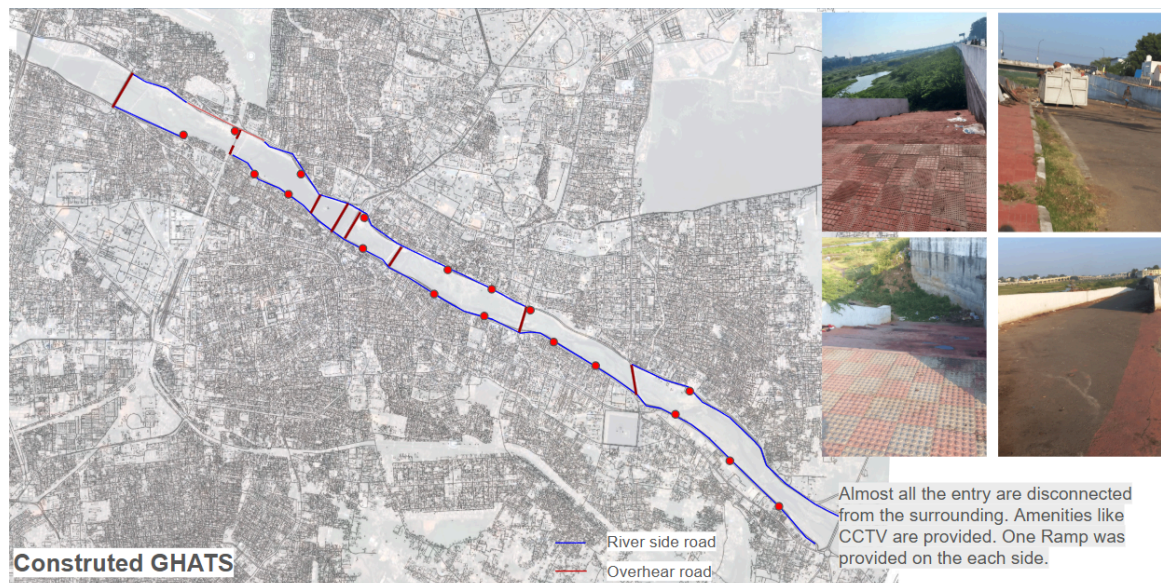 Construted GHATS
River side road
Overhear road
Almost all the entry are disconnected
from the surrounding. Amenities like
CCTV are provided. One Ramp was
provided on the each side.